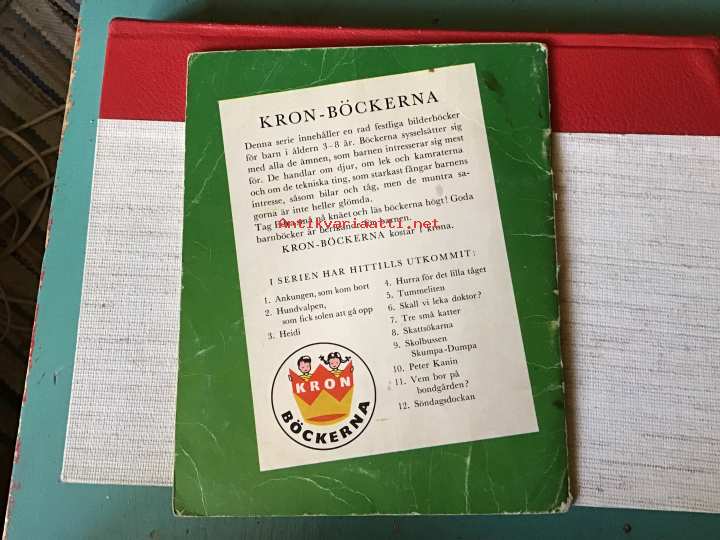 KRON-BÖCKERNA
Denna serie innehåller en rad festliga bilderböcker
för barn i åldern 3-8 år. Böckerna sysselsätter sig
med alla de ämnen, som barnen intresserar sig mest
för. De handlar om djur, om lek och kamraterna
och om de tekniska ting, som starkast fångar barnens
intresse, såsom bilar och tåg, men de muntra sa-
gorna är inte heller glömda.
Tag på knäet och läs böckerna högt! Goda
barnböcker är barnen.
KRON-BÖCKERNA kostar 1 krona.
Antikvariaatti.net
I SERIEN HAR HITTILLS UTKOMMIT:
1. Ankungen, som kom bort
2. Hundvalpen,
som fick solen att gå opp
3. Heidi
4. Hurra för det lilla tåget
5. Tummeliten
6. Skall vi leka doktor?
7. Tre små katter
8. Skattsökarna
9. Skolbussen
Skumpa-Dumpa
10. Peter Kanin
11. Vem bor på
bondgården?
12. Söndagsdockan
KRON
BÖCKERNA